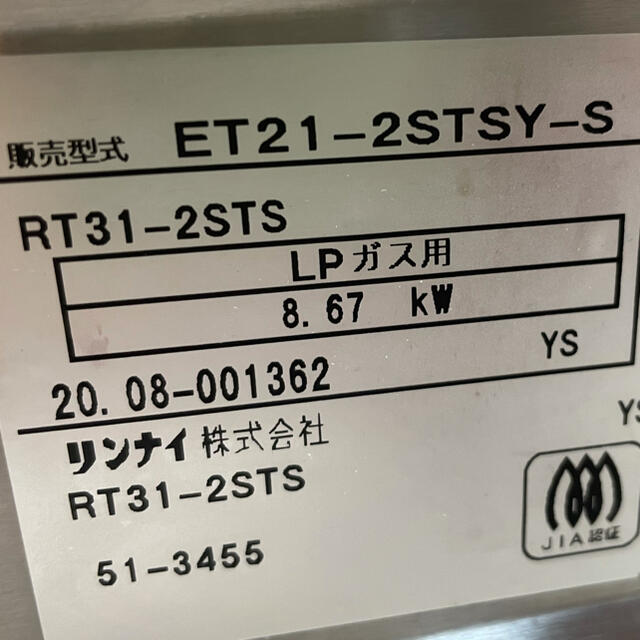 販売型式 ET21-2STSY-S
RT31-2STS
LPガス用
8.67 kW
YS
20.08-001362
YS
リンナイ株式会社
RT31-2STS
JIA認証
51-3455